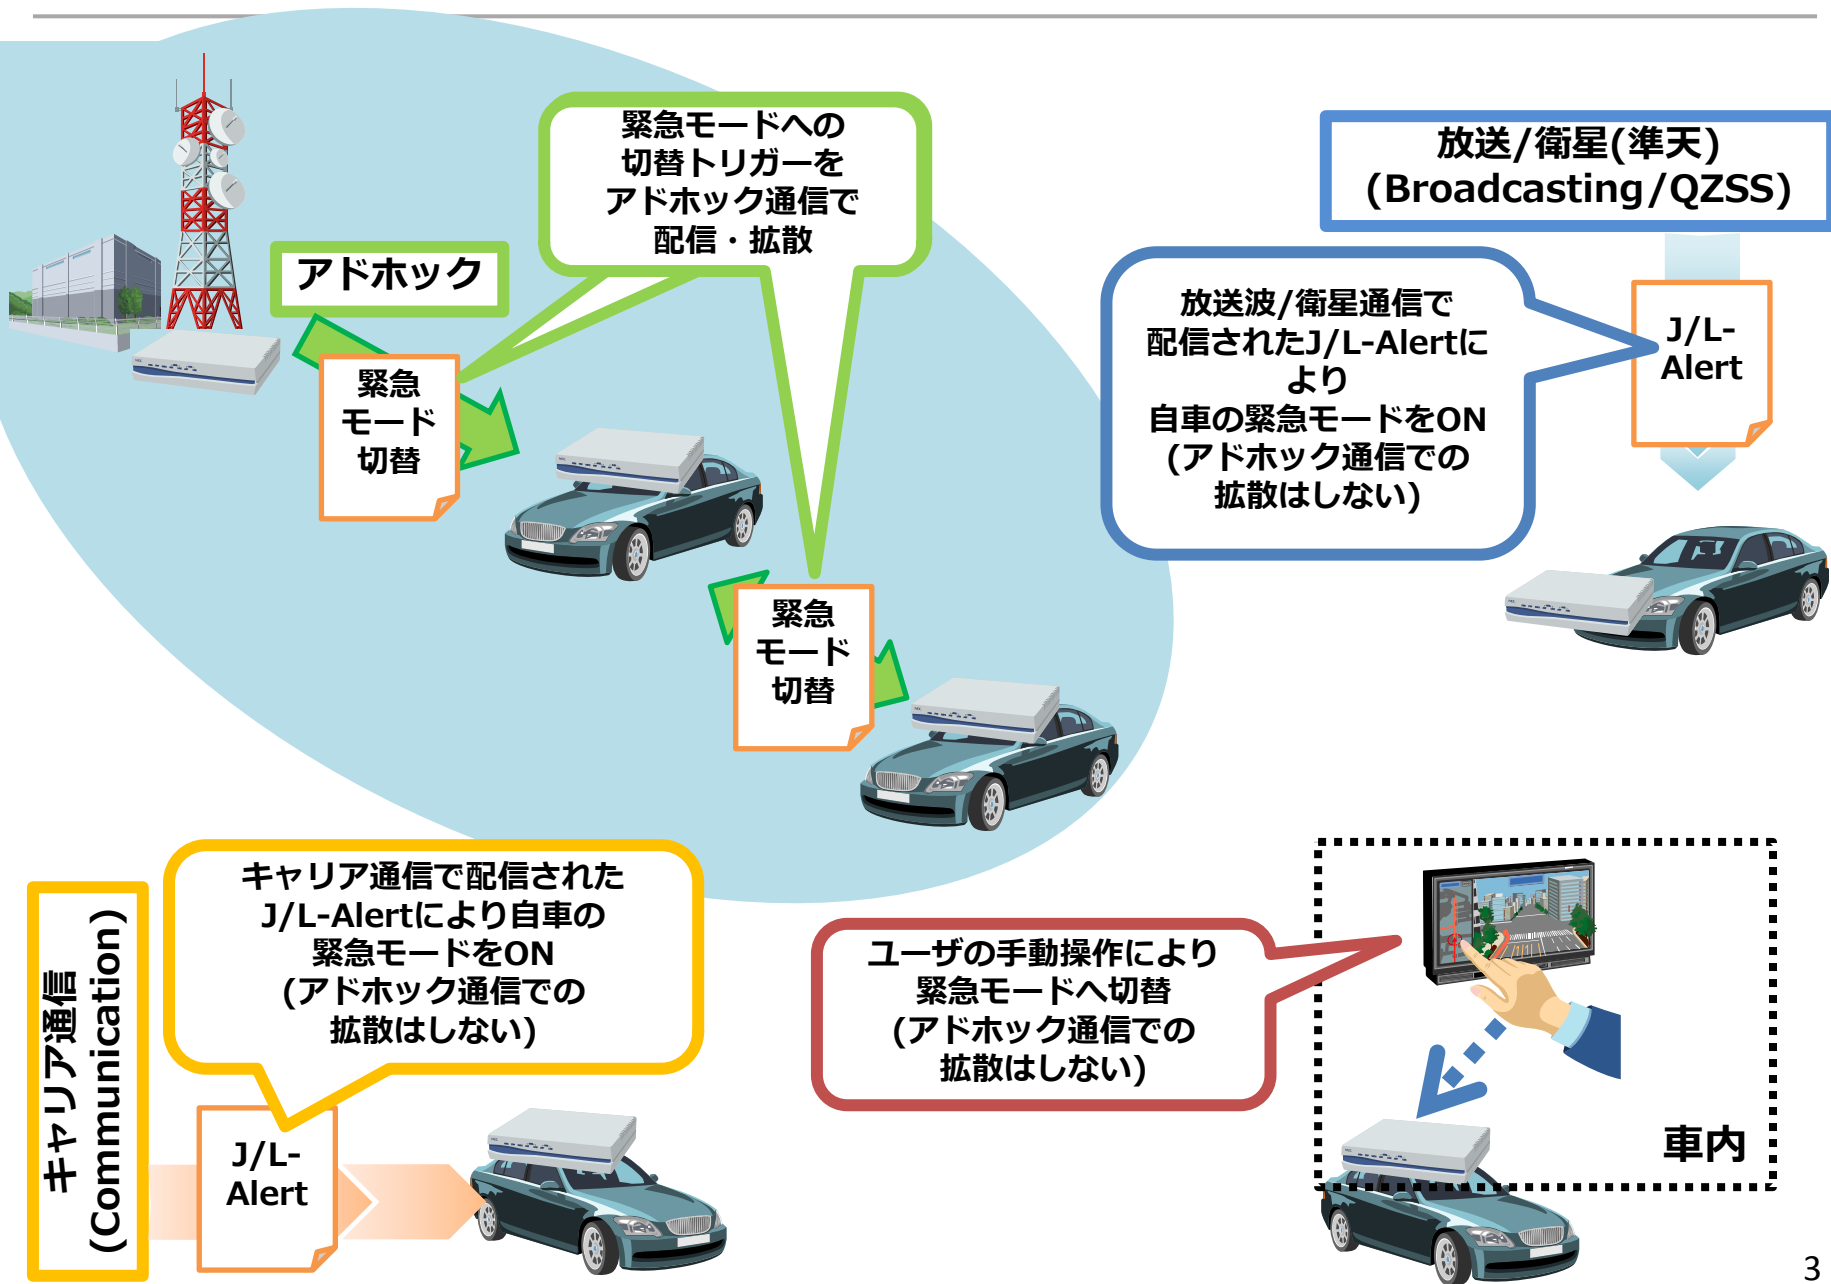 緊急モードへの
切替トリガーを
アドホック通信で
配信・拡散
放送/衛星(準天)
(Broadcasting/QZSS)
アドホック
放送波/衛星通信で
配信されたJ/L-Alertに
より
自車の緊急モードをON
(アドホック通信での
拡散はしない)
J/L-
Alert
緊急
モード
切替
緊急
モード
切替
キャリア通信
(Communication)
キャリア通信で配信された
J/L-Alertにより自車の
緊急モードをON
(アドホック通信での
拡散はしない)
J/L-
Alert
ユーザの手動操作により
緊急モードへ切替
(アドホック通信での
拡散はしない)
車内
3